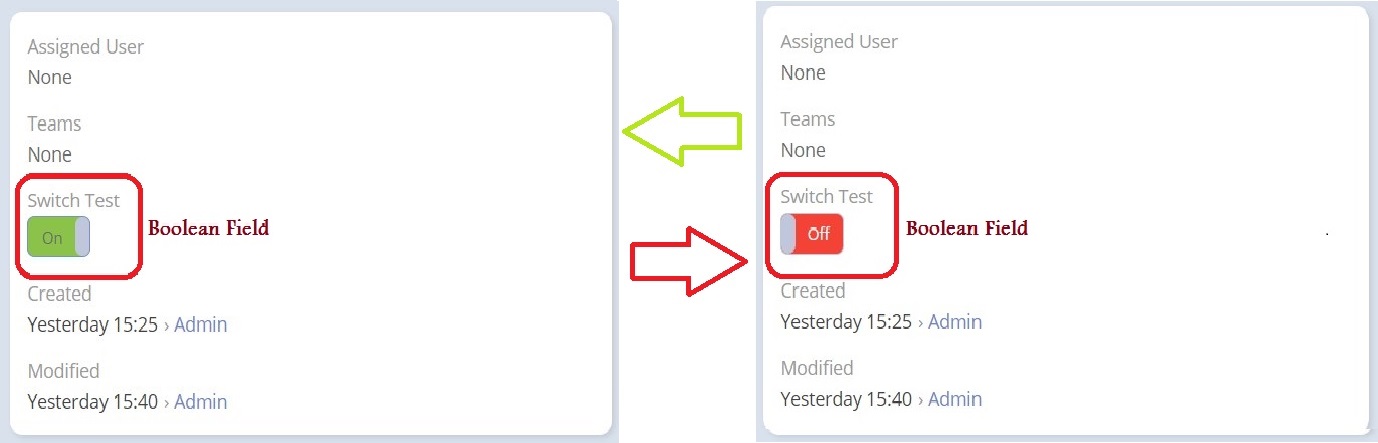 Assigned User
None
Teams
None
Switch Test
On
Boolean Field
Created
Yesterday 15:25 › Admin
Modified
Yesterday 15:40 › Admin
Assigned User
None
Teams
None
Switch Test
Off
Boolean Field
.
Created
Yesterday 15:25 › Admin
Modified
Yesterday 15:40 › Admin